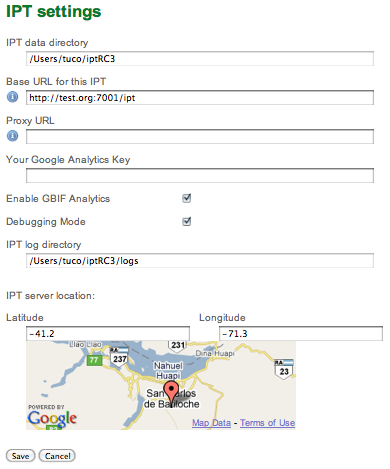 IPT settings
IPT data directory
/Users/tuco/iptRC3
Base URL for this IPT
http://test.org:7001/ipt
Proxy URL
Your Google Analytics Key
Enable GBIF Analytics
Debugging Mode
IPT log directory
/Users/tuco/iptRC3/logs
IPT server location:
Latitude Longitude
-41.2 -71.3
Llao Llao RA 237 231 Dina Huapi
77 Nahuel Huapi RA 23
San Carlos de Bariloche
POWERED BY
Google
Map Data - Terms of Use
Save Cancel